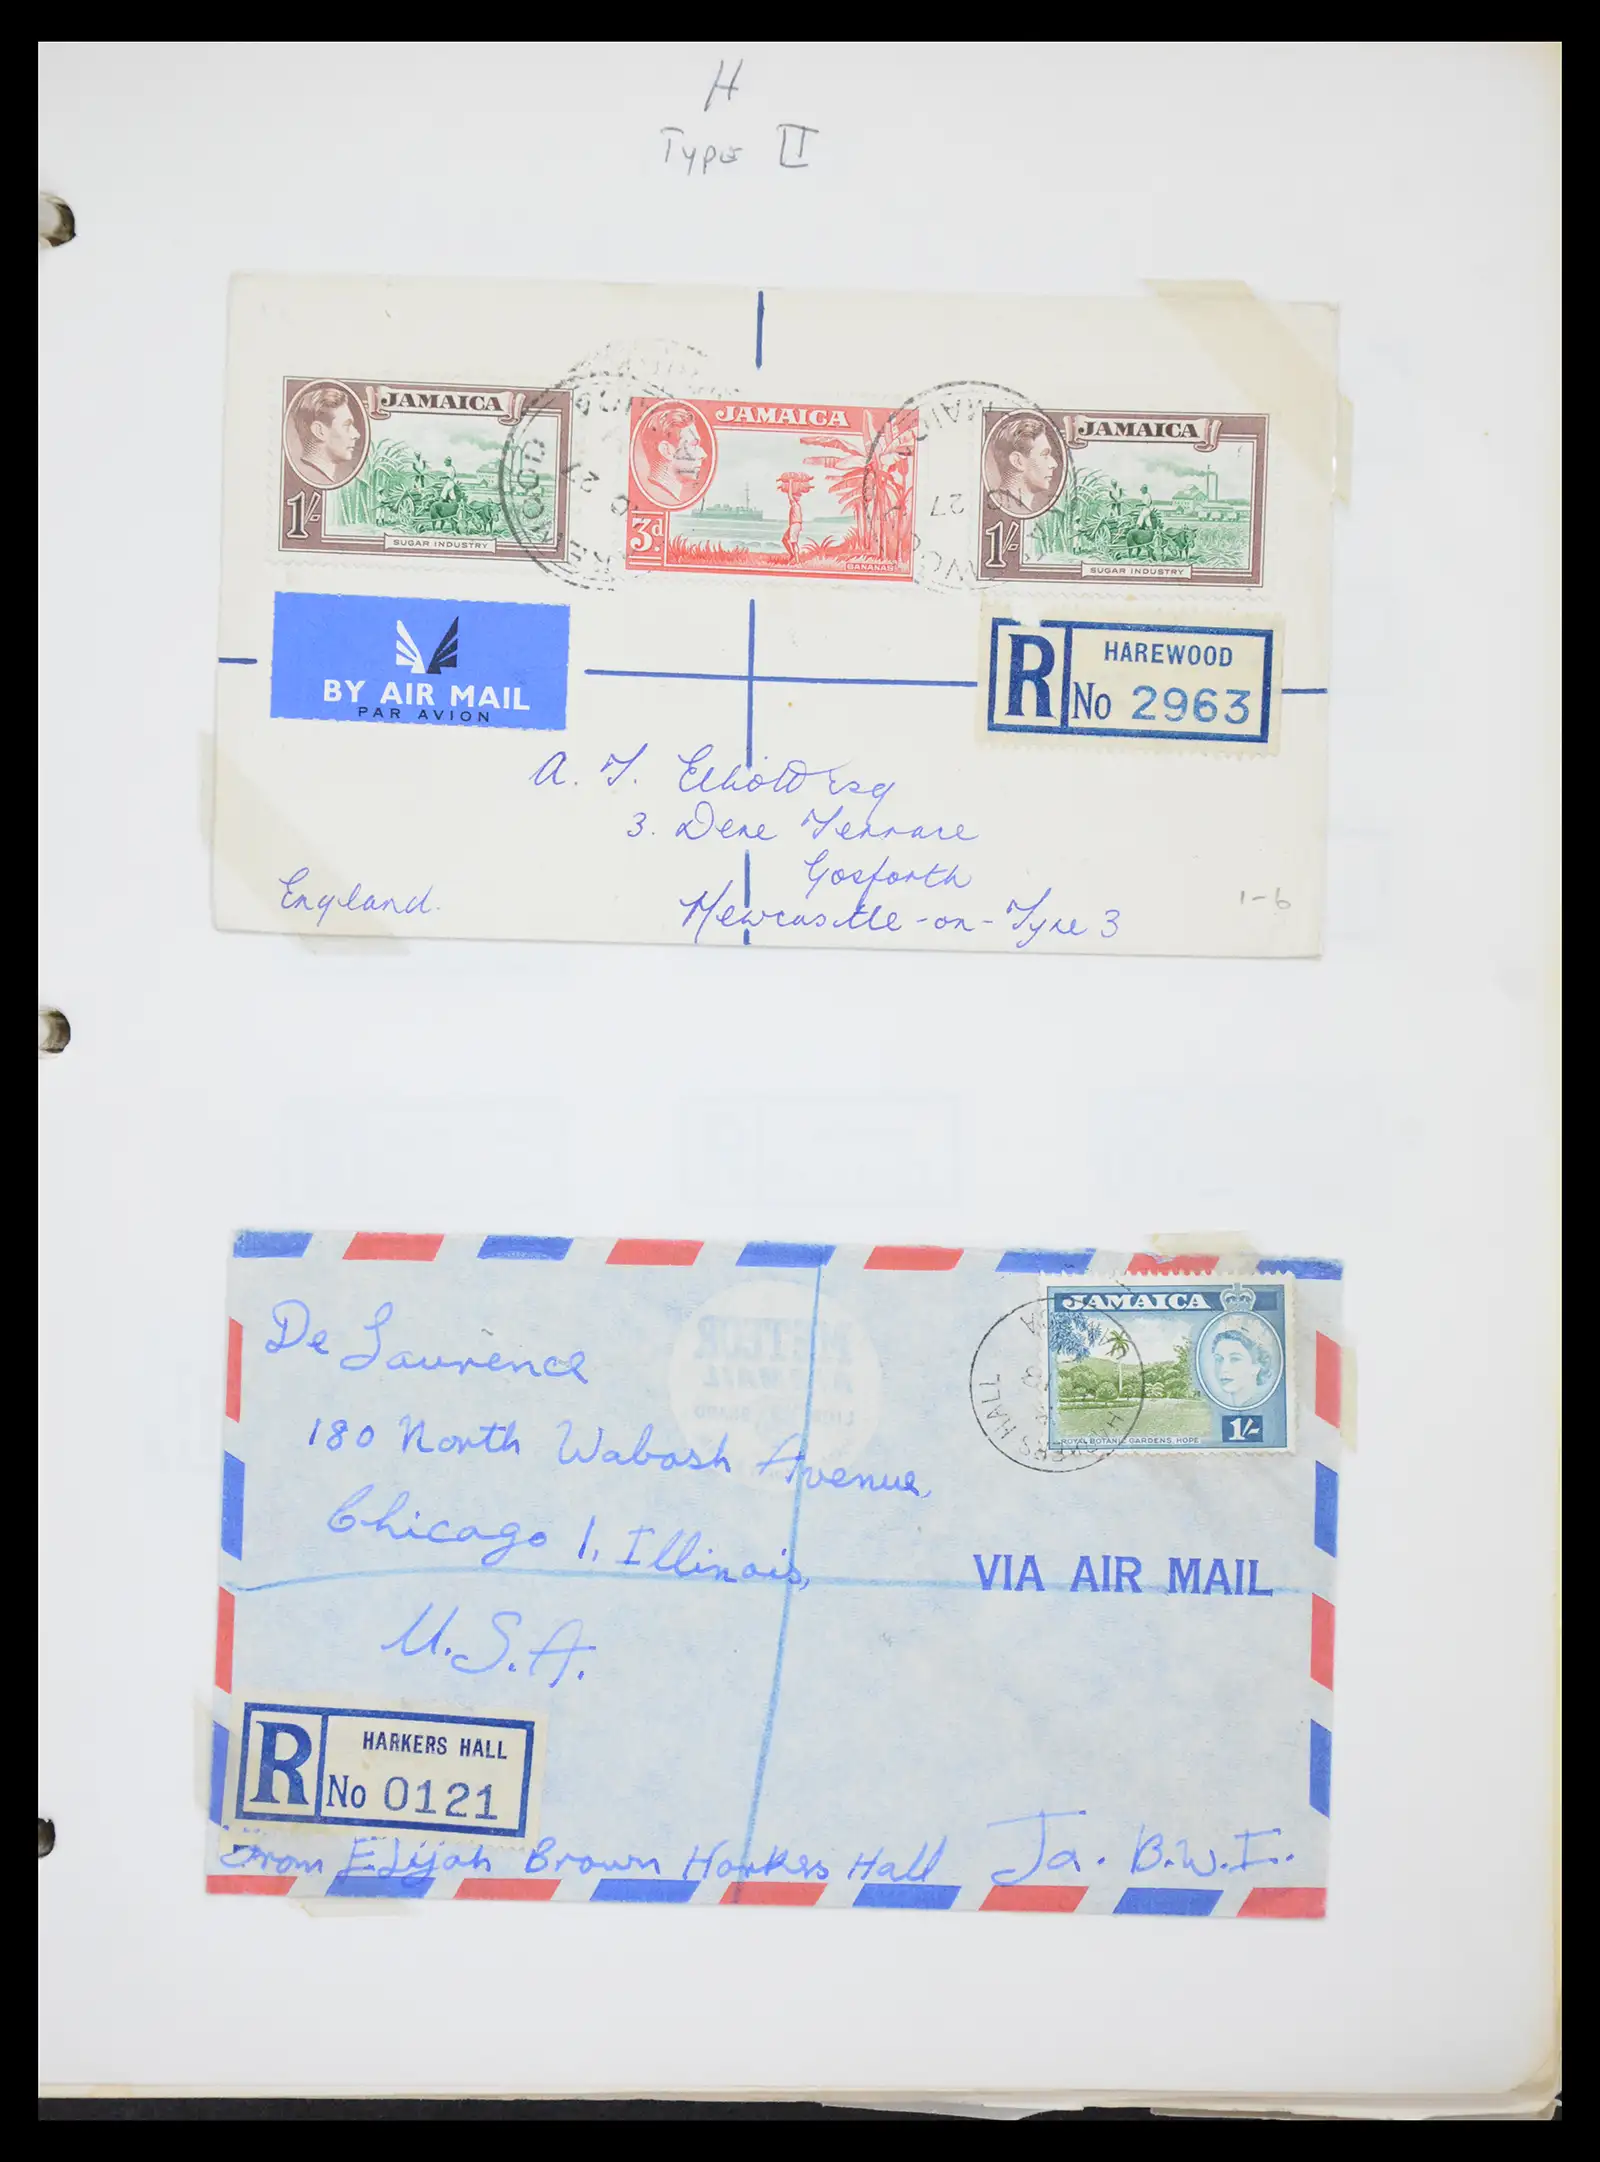 H
Type II
JAMAICA
1/-
SUGAR INDUSTRY
JAMAICA
3d.
BANANAS
JAMAICA
1/-
SUGAR INDUSTRY
27
27
BY AIR MAIL
PAR AVION
R
HAREWOOD
No 2963
A. T. Elliott Esq
3. Dene Terrace
Gosforth
Newcastle-on-Tyne 3
England.
1-6
JAMAICA
ROYAL BOTANIC GARDENS, HOPE
1/-
De Laurence
180 North Wabash Avenue,
Chicago 1, Illinois,
U.S.A.
VIA AIR MAIL
R
HARKERS HALL
No 0121
From Elijah Brown Harkers Hall Ja. B.W.I.